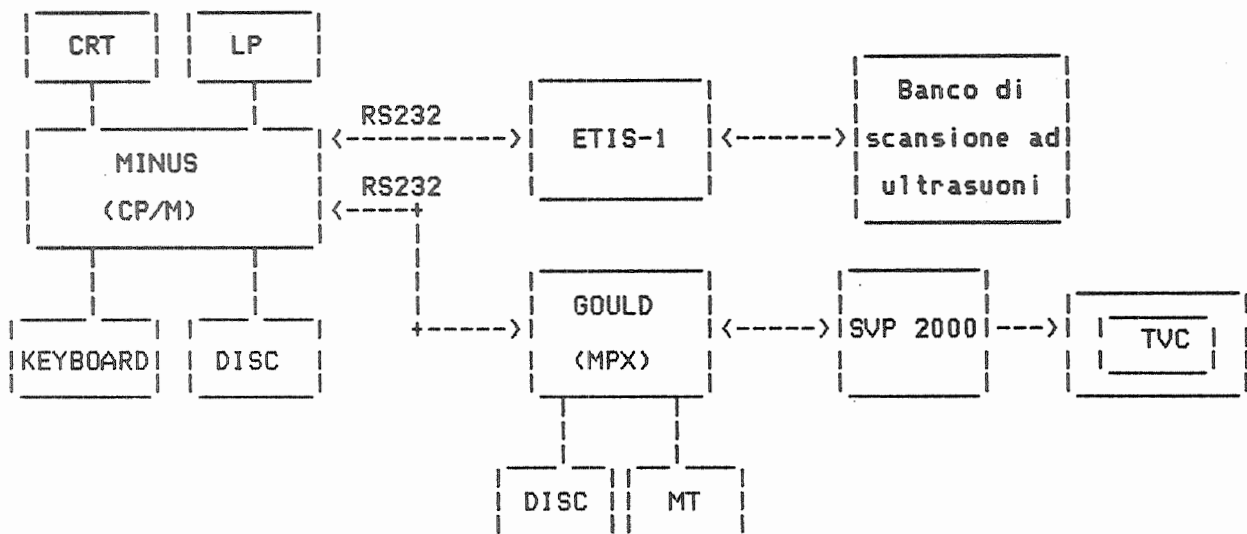 CRT
LP
MINUS
(CP/M)
RS232
RS232
ETIS-1
Banco di
scansione ad
ultrasuoni
KEYBOARD
DISC
GOULD
(MPX)
SVP 2000
TVC
DISC
MT